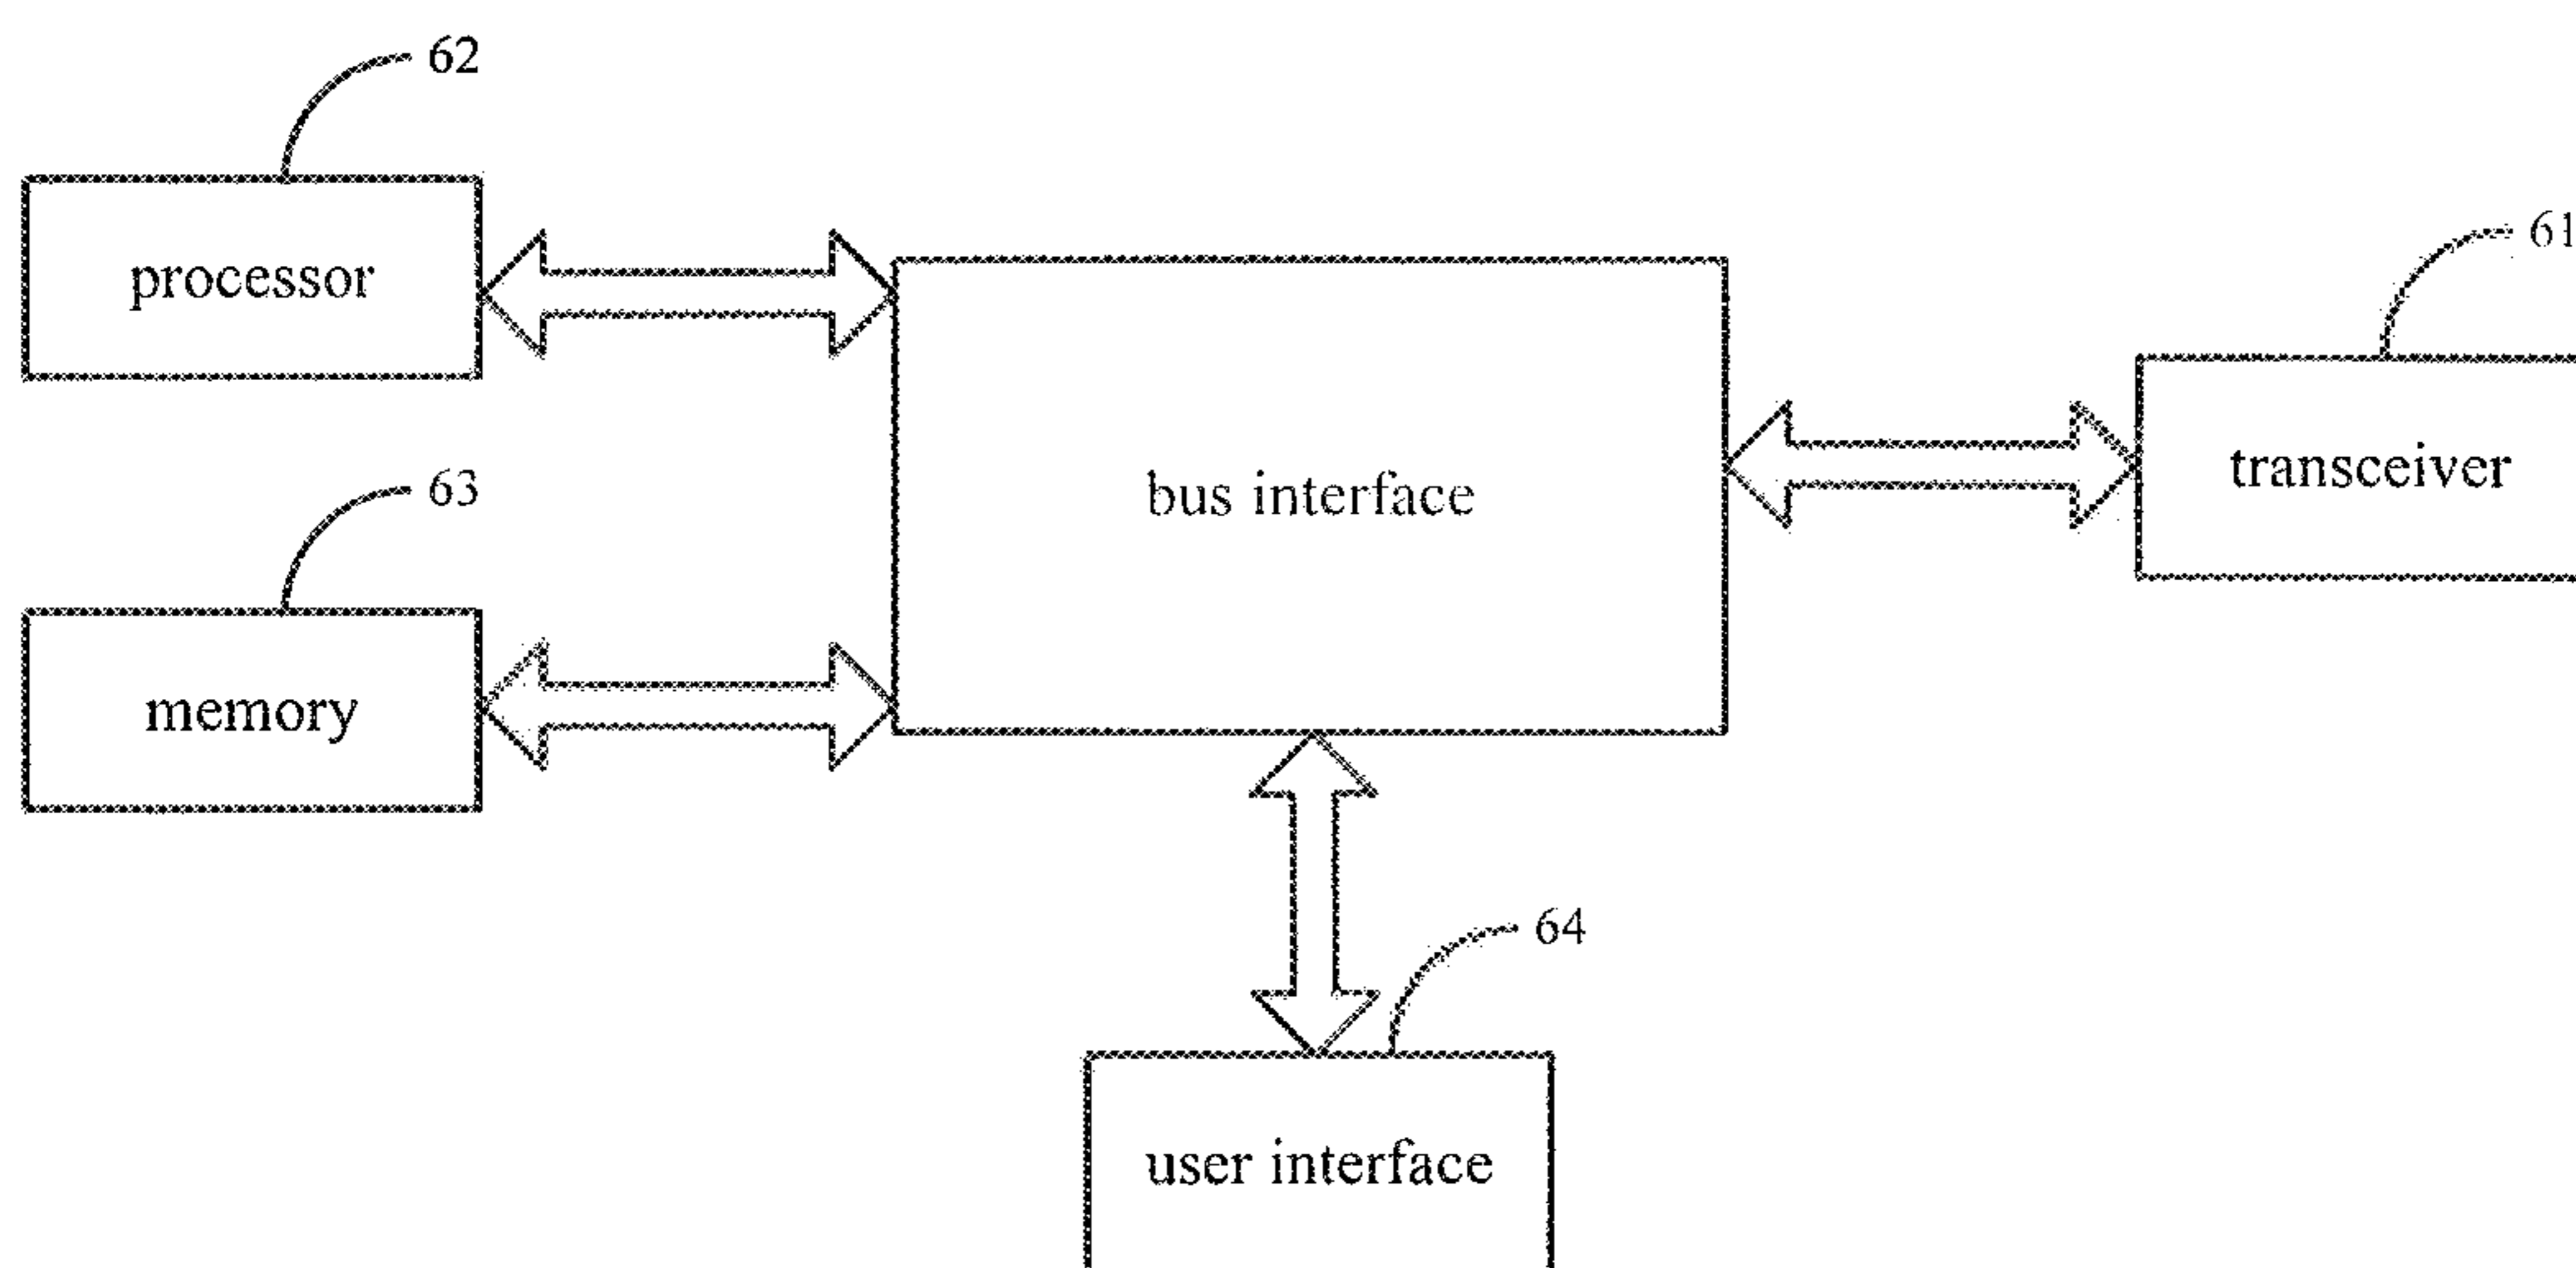 62
61
processor
bus interface
transceiver
63
memory
64
user interface